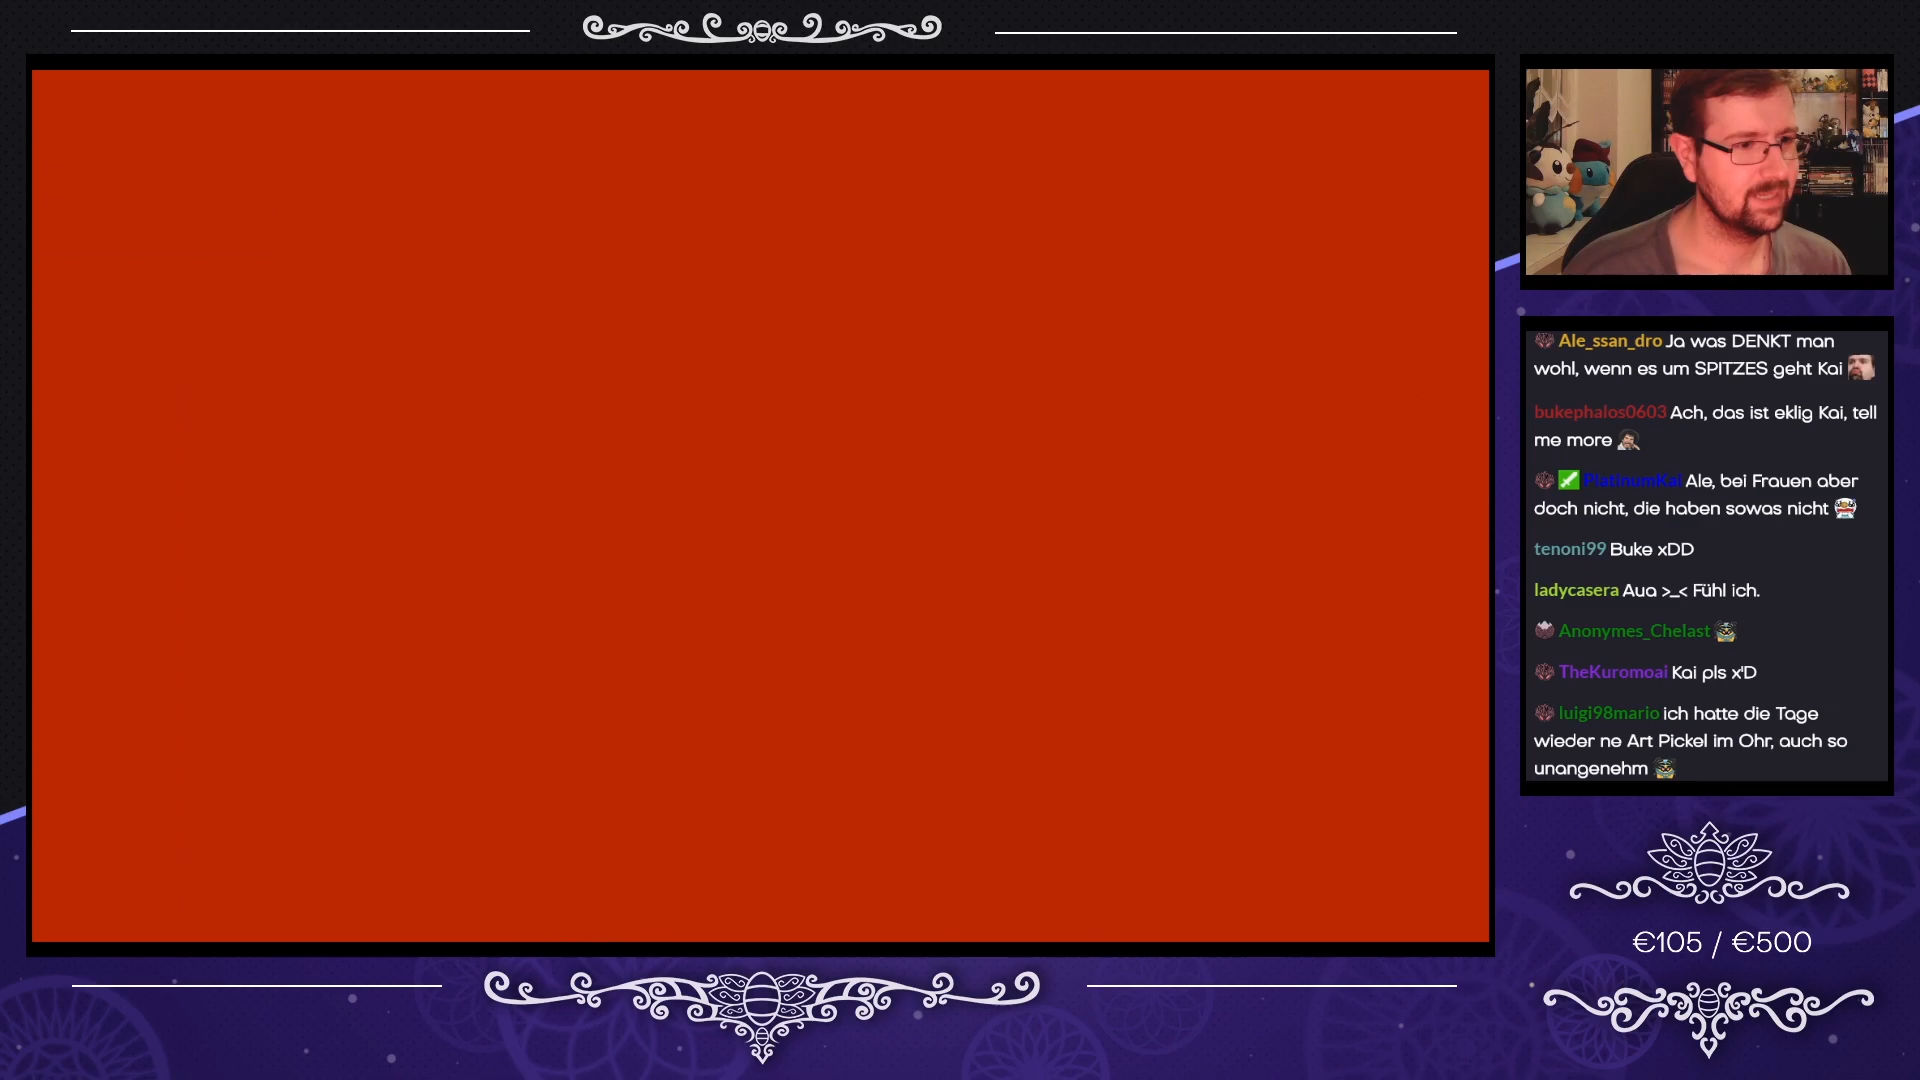 Ale_ssan_dro Ja was DENKT man
wohl, wenn es um SPITZES geht Kai
bukephalos0603 Ach, das ist eklig Kai, tell
me more
PlatinumKai Ale, bei Frauen aber
doch nicht, die haben sowas nicht
tenoni99 Buke xDD
ladycasera Aua >_< Fühl ich.
Anonymes_Chelast
TheKuromoai Kai pls x'D
luigi98mario ich hatte die Tage
wieder ne Art Pickel im Ohr, auch so
unangenehm
€105 / €500